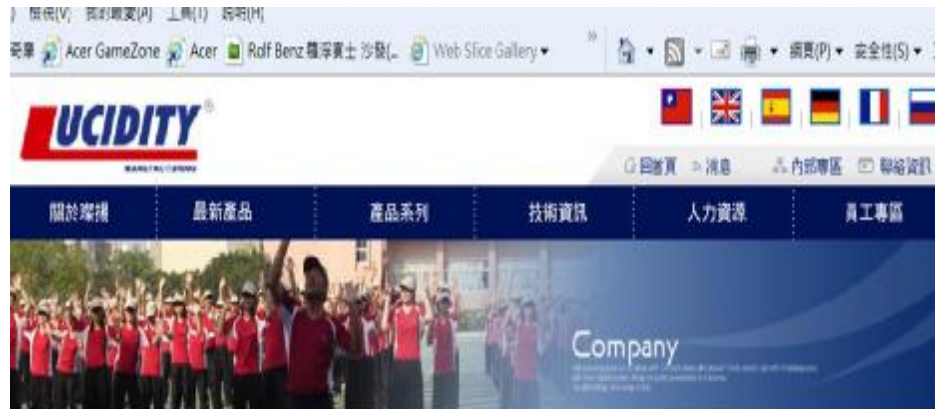 檢視(V) 我的最愛(A) 工具(T) 說明(H)
Acer GameZone Acer Rolf Benz 羅浮賓士 沙發(... Web Slice Gallery 網頁(P) 安全性(S)
LUCIDITY®
回首頁 消息 內部專區 聯絡資訊
關於璨揚 最新產品 產品系列 技術資訊 人力資源 員工專區
Company